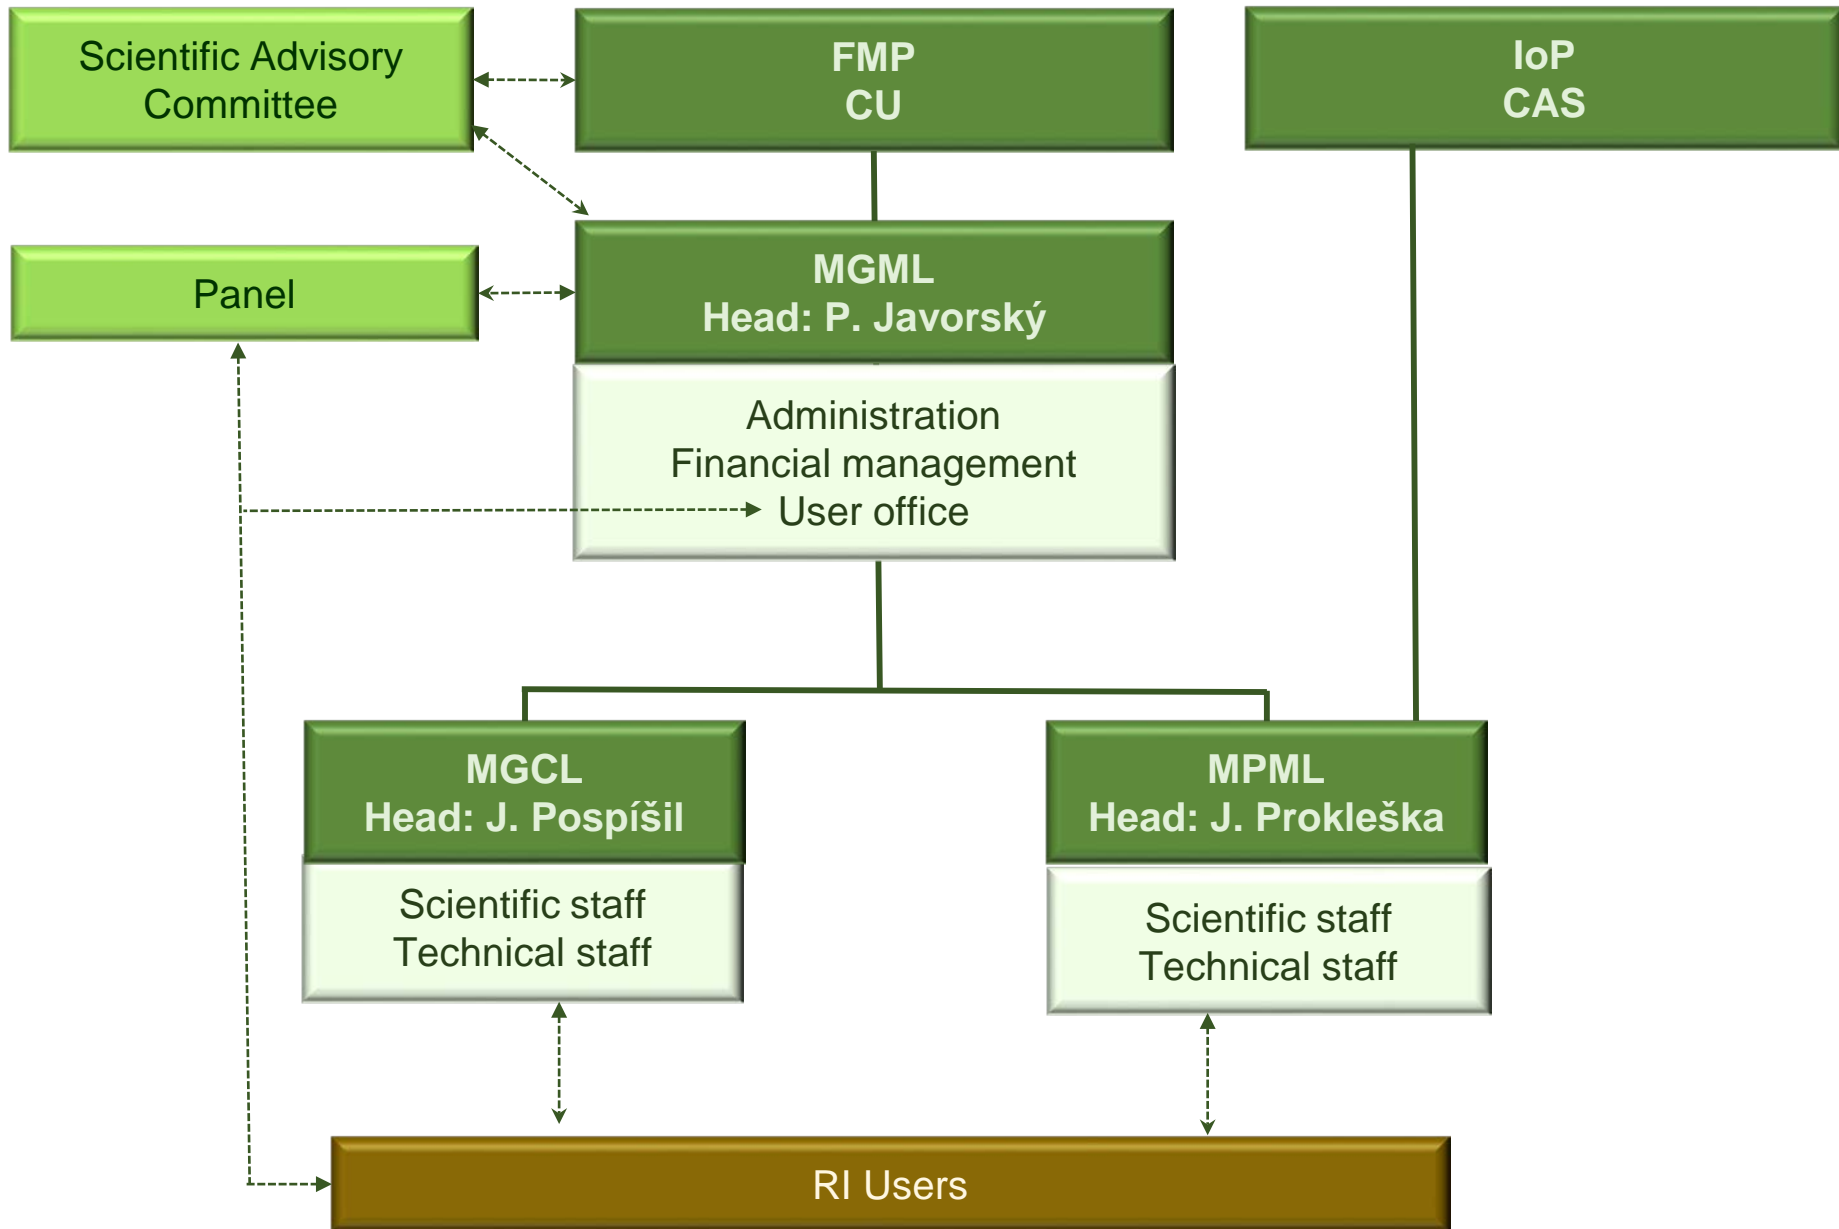 Scientific Advisory
Committee
FMP
CU
IoP
CAS
Panel
MGML
Head: P. Javorský
Administration
Financial management
User office
MGCL
Head: J. Pospíšil
Scientific staff
Technical staff
MPML
Head: J. Prokleška
Scientific staff
Technical staff
RI Users